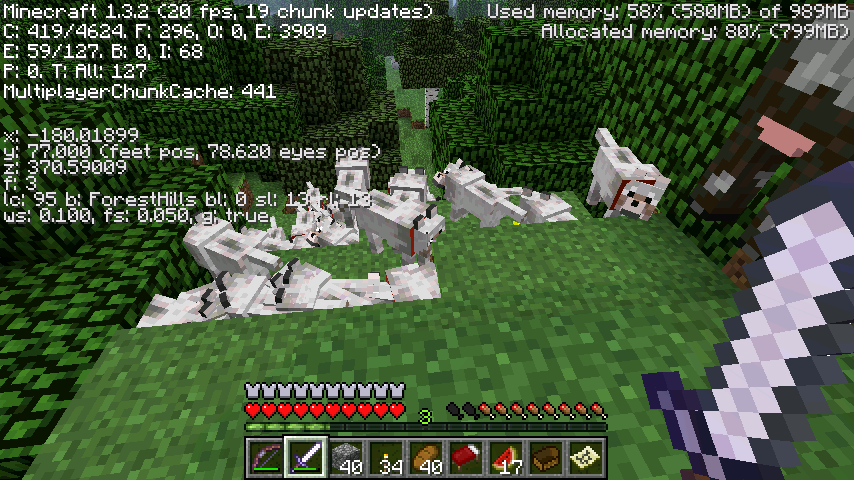 Minecraft 1.3.2 (20 fps, 19 chunk updates)
Used memory: 58% (580MB) of 989MB
C: 419/4624, F: 296, O: 0, E: 3909
Allocated memory: 80% (799MB)
E: 59/127. B: 0, I: 68
P: 0. T: All: 127
MultiplayerChunkCache: 441
x: -180.01899
y: 77.000 (feet pos, 78.620 eyes pos)
z: 370.59009
f: 3
lc: 95 b: ForestHills bl: 0 sl: 13 rl: 13
ws: 0.100, fs: 0.050, g: true
8
40 34 40 17